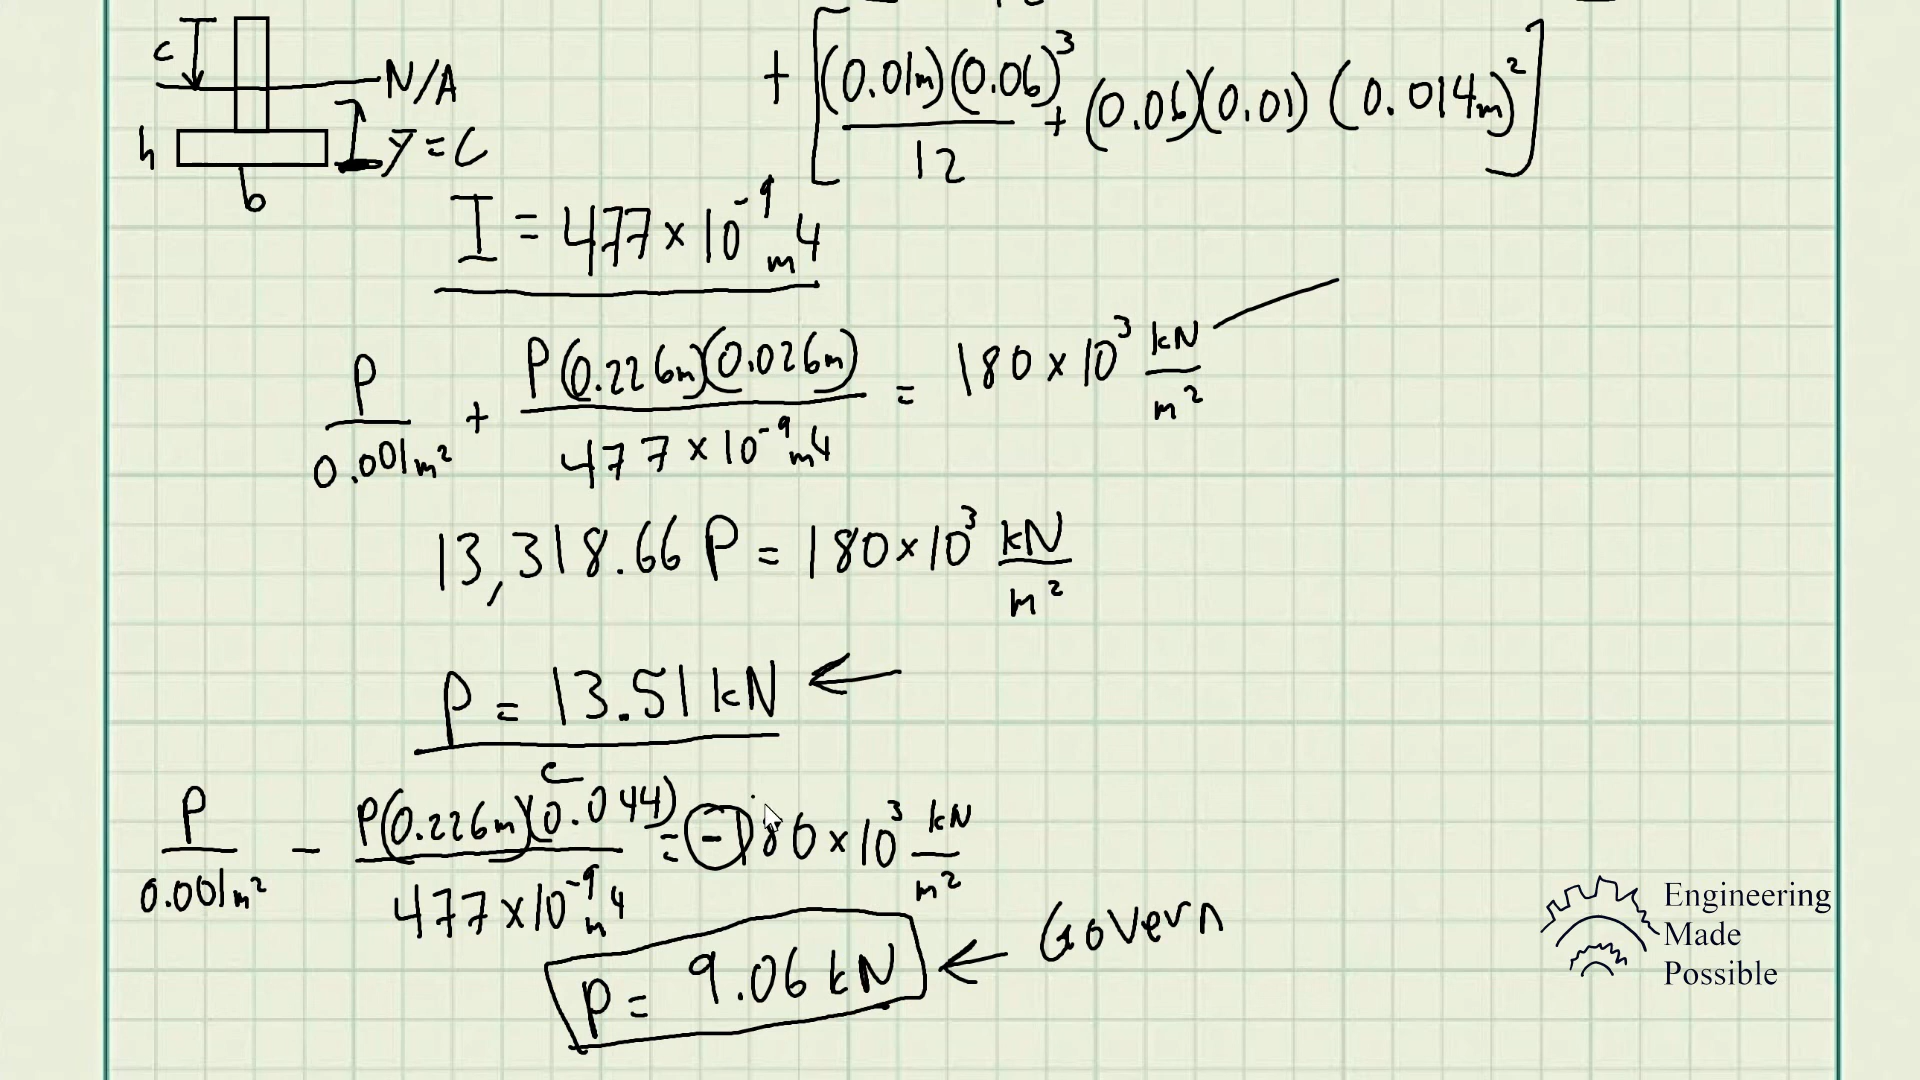 + [ (0.01m)(0.06)³ / 12 + (0.06)(0.01) (0.014m)² ]
c
N/A
h
y = C
b
I = 477 × 10⁻⁹ m⁴
P / 0.001m² + P(0.226m)(0.026m) / 477 × 10⁻⁹ m⁴ = 180 × 10³ kN / m²
13,318.66 P = 180 × 10³ kN / m²
P = 13.51 kN ←
c
P / 0.001m² − P(0.226m)(0.044) / 477 × 10⁻⁹ m⁴ = −180 × 10³ kN / m²
P = 9.06 kN ← Govern
Engineering
Made
Possible